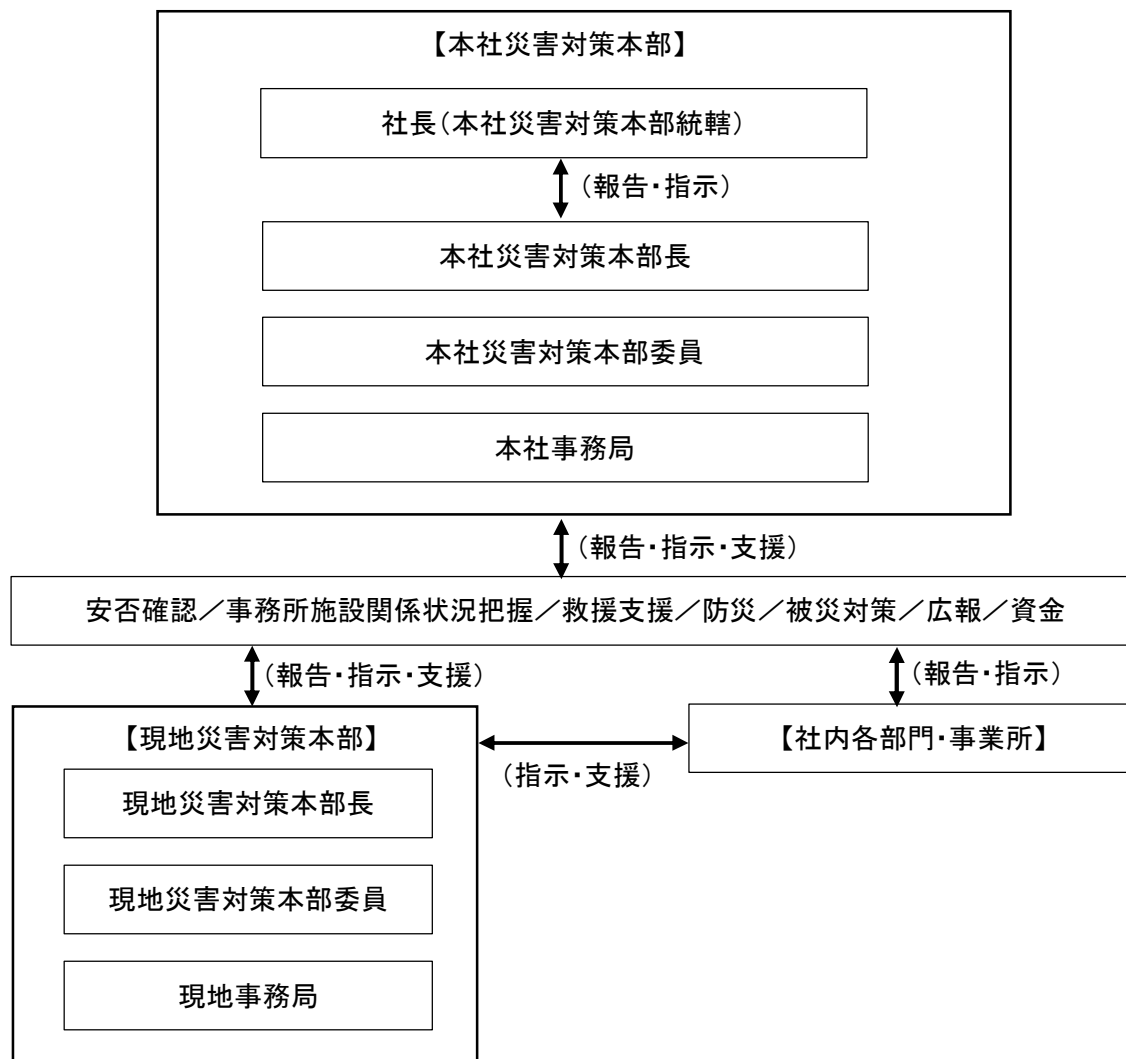 【本社災害対策本部】
社長（本社災害対策本部統轄）
（報告・指示）
本社災害対策本部長
本社災害対策本部委員
本社事務局
（報告・指示・支援）
安否確認／事務所施設関係状況把握／救援支援／防災／被災対策／広報／資金
（報告・指示・支援）
（報告・指示）
【現地災害対策本部】
【社内各部門・事業所】
（指示・支援）
現地災害対策本部長
現地災害対策本部委員
現地事務局